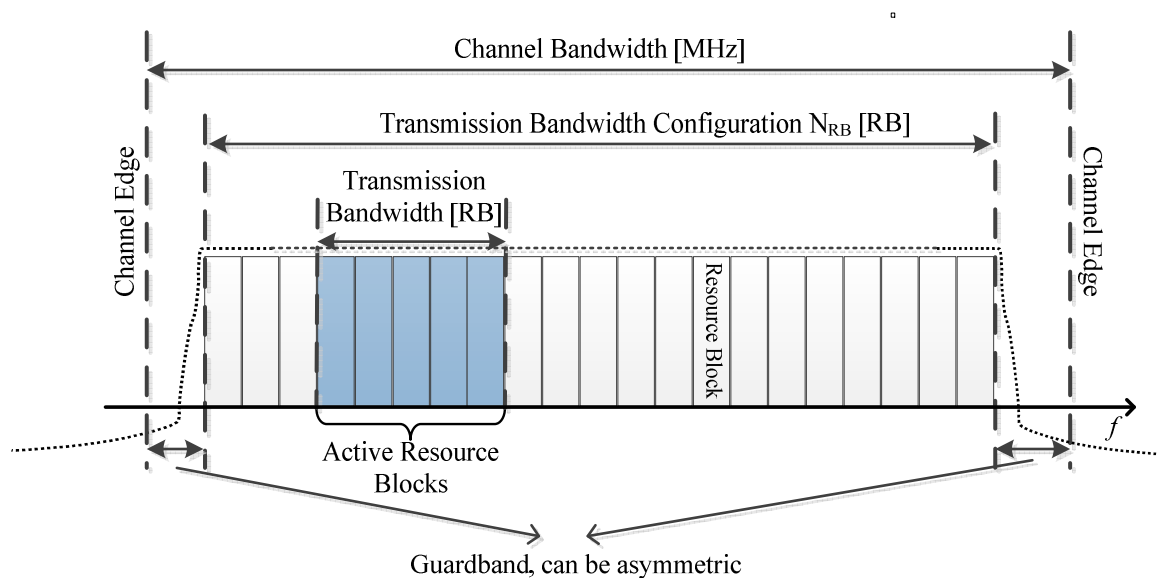 Channel Bandwidth [MHz]
Transmission Bandwidth Configuration N_RB [RB]
Channel Edge
Transmission
Bandwidth [RB]
Channel Edge
Resource Block
f
Active Resource
Blocks
Guardband, can be asymmetric